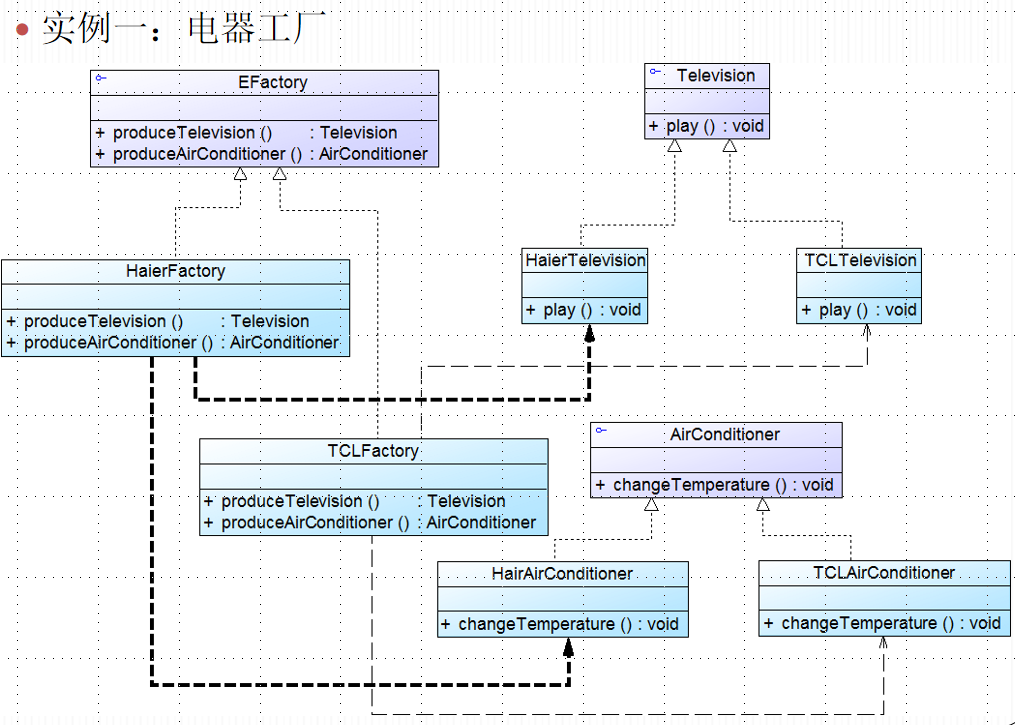 • 实例一：电器工厂
EFactory
+ produceTelevision () : Television
+ produceAirConditioner () : AirConditioner
Television
+ play () : void
HaierFactory
+ produceTelevision () : Television
+ produceAirConditioner () : AirConditioner
HaierTelevision
+ play () : void
TCLTelevision
+ play () : void
TCLFactory
+ produceTelevision () : Television
+ produceAirConditioner () : AirConditioner
AirConditioner
+ changeTemperature () : void
HairAirConditioner
+ changeTemperature () : void
TCLAirConditioner
+ changeTemperature () : void